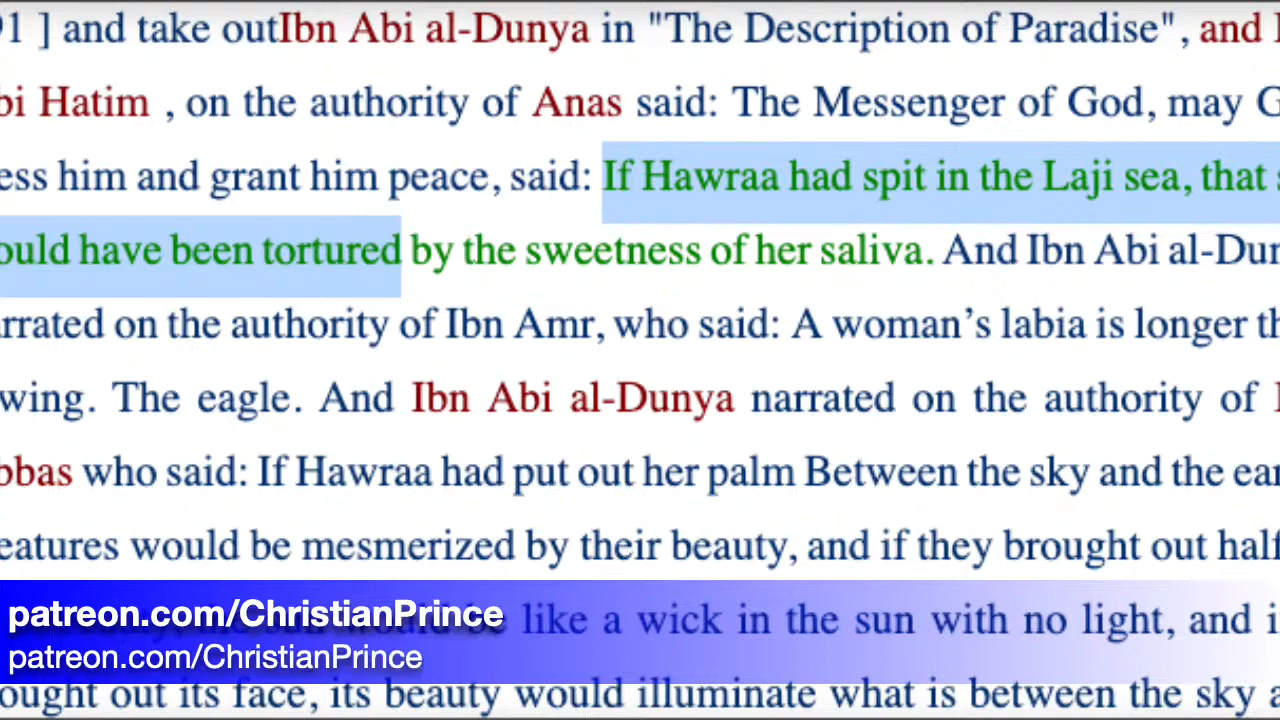 91 ] and take outIbn Abi al-Dunya in "The Description of Paradise", and
bi Hatim , on the authority of Anas said: The Messenger of God, may G
ess him and grant him peace, said: If Hawraa had spit in the Laji sea, that s
ould have been tortured by the sweetness of her saliva. And Ibn Abi al-Dun
rrated on the authority of Ibn Amr, who said: A woman's labia is longer th
wing. The eagle. And Ibn Abi al-Dunya narrated on the authority of
bbas who said: If Hawraa had put out her palm Between the sky and the ear
eatures would be mesmerized by their beauty, and if they brought out half
patreon.com/ChristianPrince
would be like a wick in the sun with no light, and i
patreon.com/ChristianPrince
ought out its face, its beauty would illuminate what is between the sky a